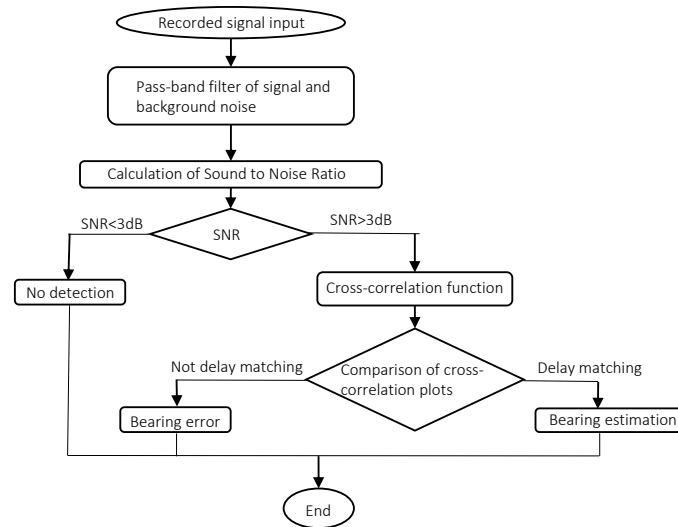 Recorded signal input
Pass-band filter of signal and
background noise
Calculation of Sound to Noise Ratio
SNR<3dB
SNR>3dB
SNR
No detection
Cross-correlation function
Not delay matching
Comparison of cross-
correlation plots
Delay matching
Bearing error
Bearing estimation
End